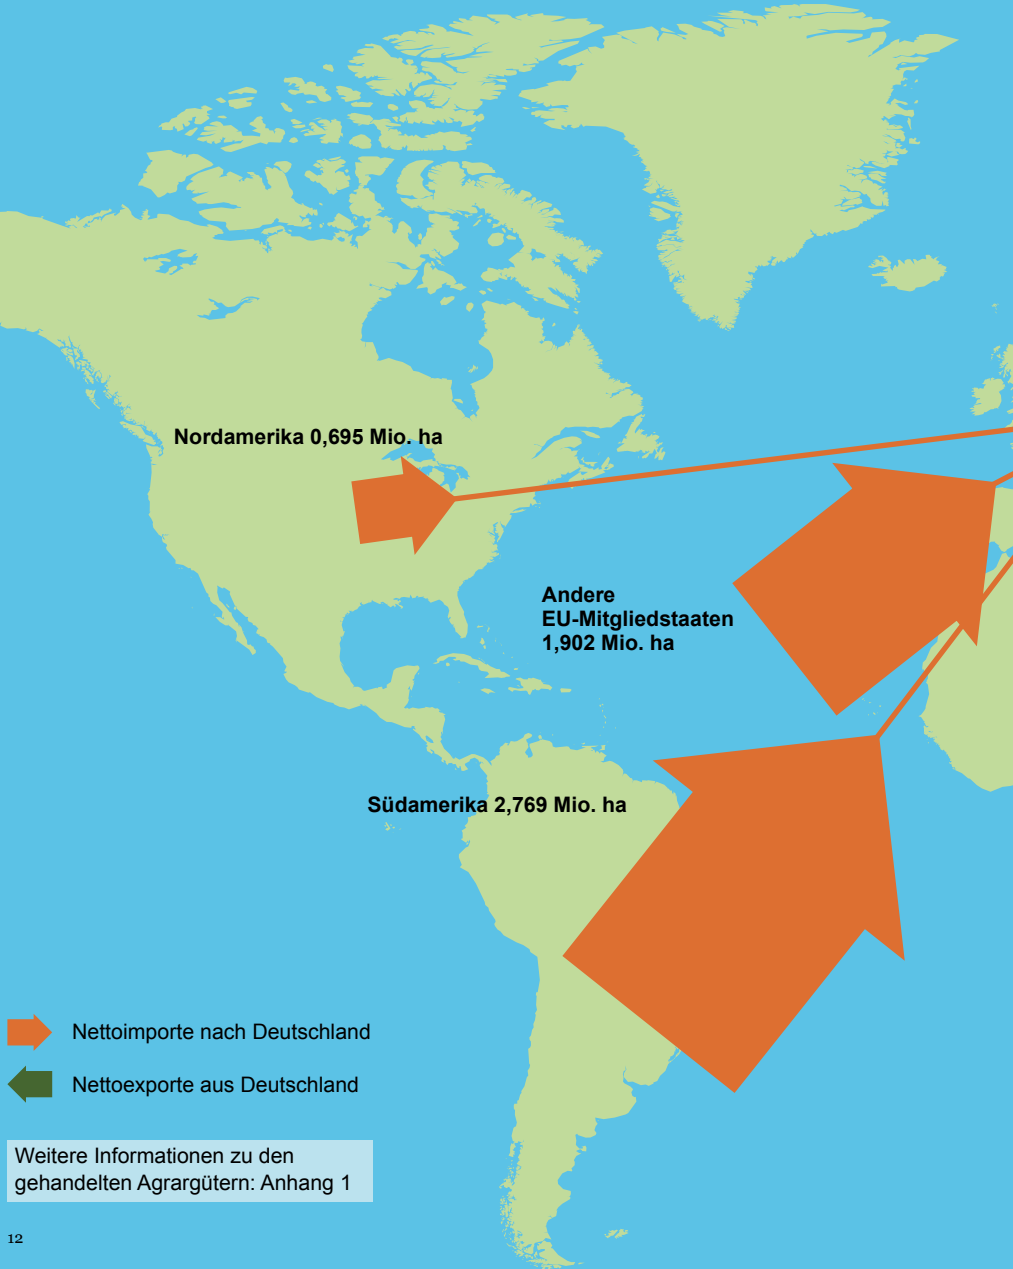 Nordamerika 0,695 Mio. ha
Andere
EU-Mitgliedstaaten
1,902 Mio. ha
Südamerika 2,769 Mio. ha
Nettoimporte nach Deutschland
Nettoexporte aus Deutschland
Weitere Informationen zu den
gehandelten Agrargütern: Anhang 1
12